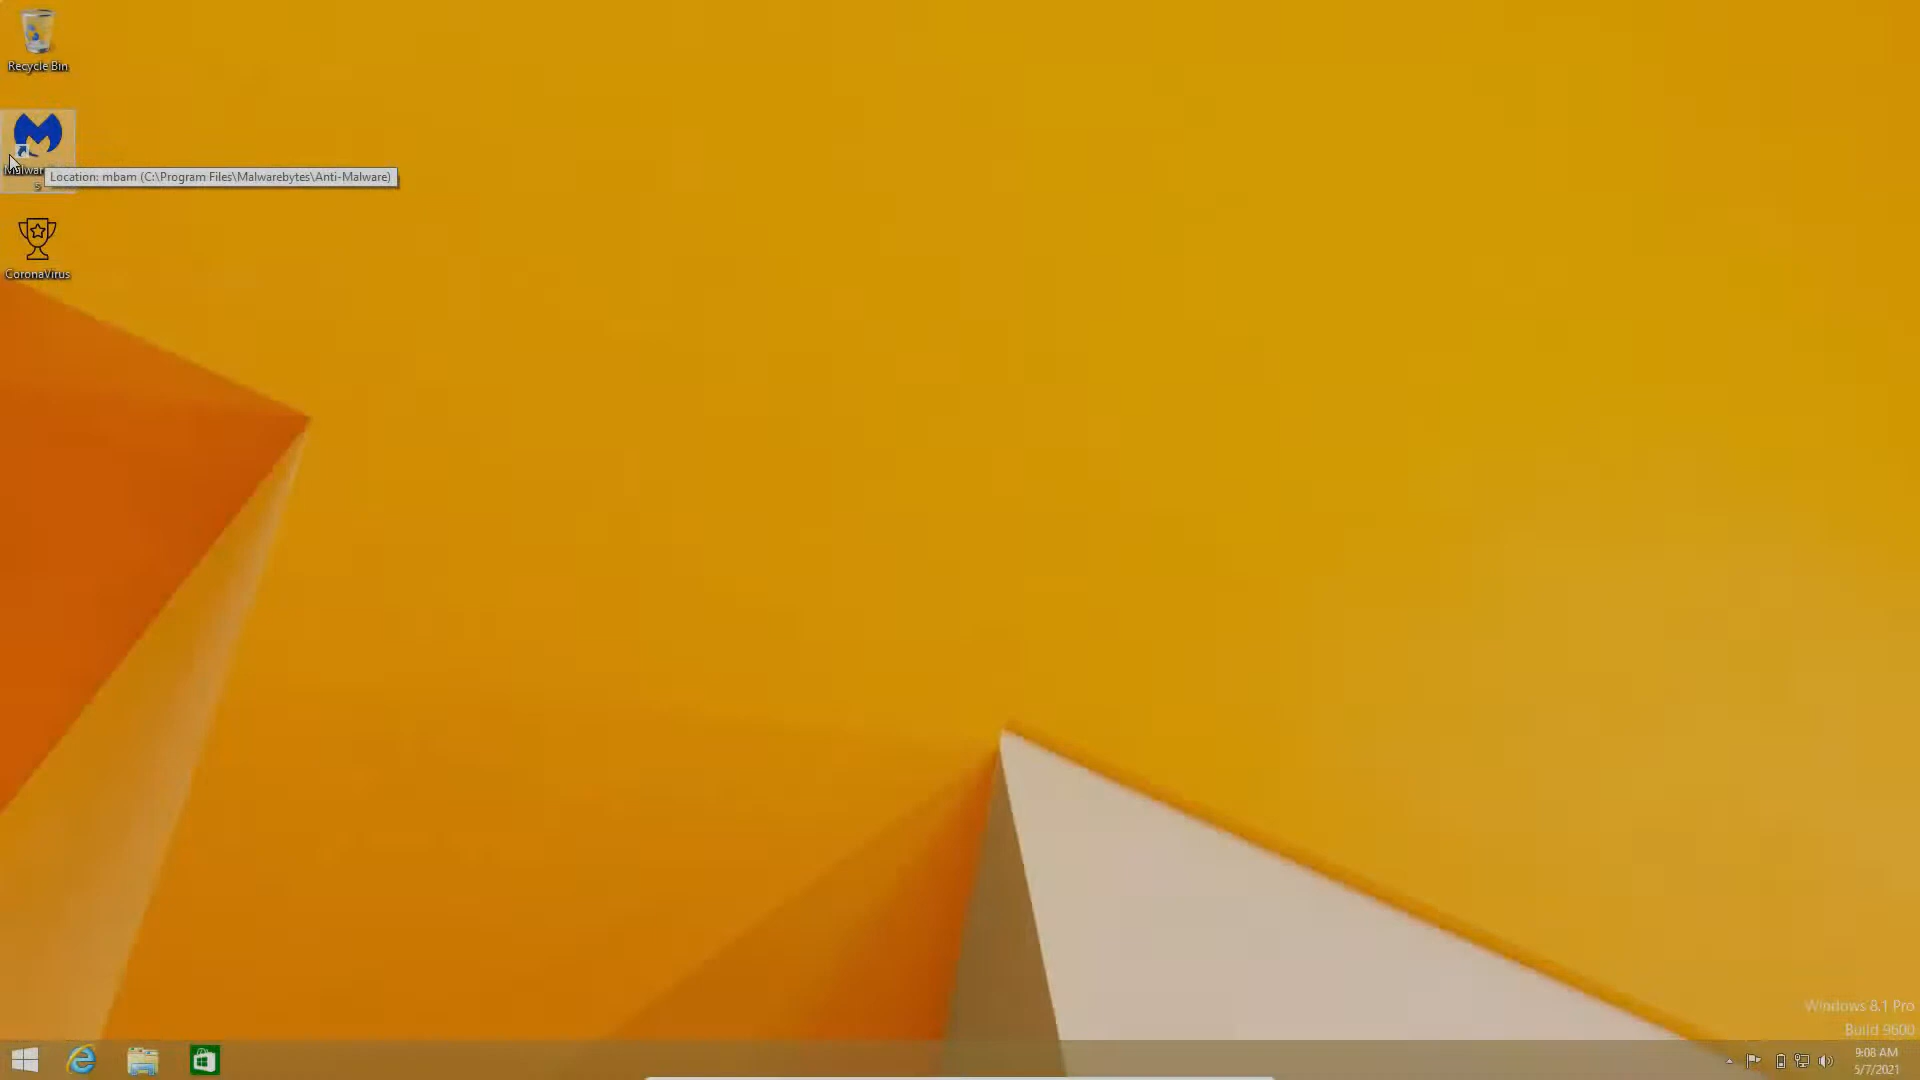 Recycle Bin
Location: mbam (C:\Program Files\Malwarebytes\Anti-Malware)
s
CoronaVirus
Windows 8.1 Pro
Build 9600
9:08 AM
5/7/2021